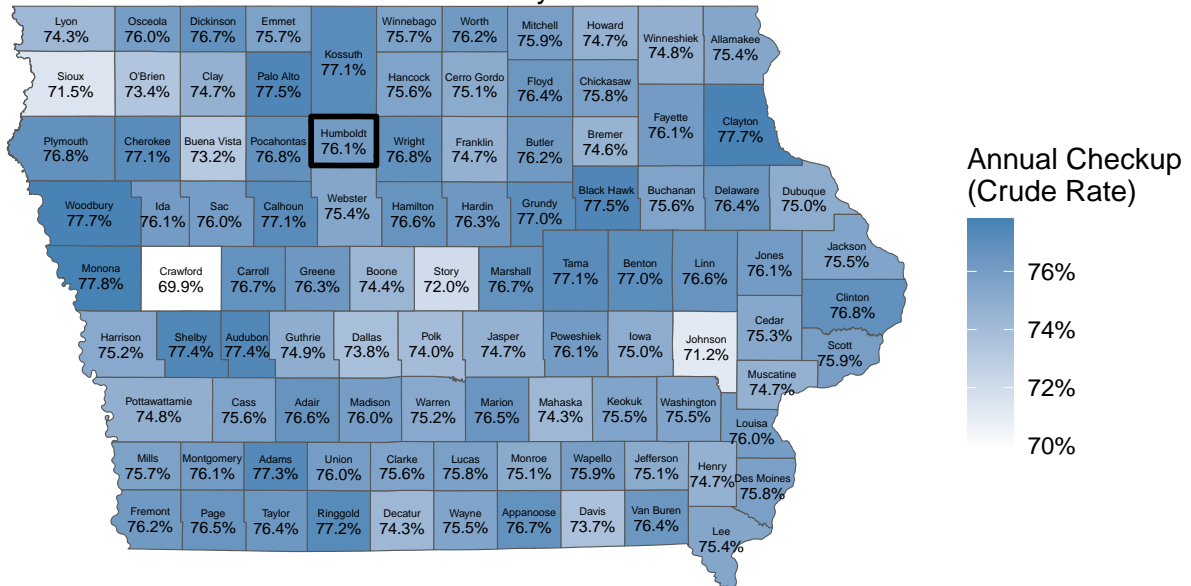 Lyon
74.3%
Osceola
76.0%
Dickinson
76.7%
Emmet
75.7%
Kossuth
77.1%
Winnebago
75.7%
Worth
76.2%
Mitchell
75.9%
Howard
74.7%
Winneshiek
74.8%
Allamakee
75.4%
Sioux
71.5%
O'Brien
73.4%
Clay
74.7%
Palo Alto
77.5%
Hancock
75.6%
Cerro Gordo
75.1%
Floyd
76.4%
Chickasaw
75.8%
Fayette
76.1%
Clayton
77.7%
Plymouth
76.8%
Cherokee
77.1%
Buena Vista
73.2%
Pocahontas
76.8%
Humboldt
76.1%
Wright
76.8%
Franklin
74.7%
Butler
76.2%
Bremer
74.6%
Woodbury
77.7%
Ida
76.1%
Sac
76.0%
Calhoun
77.1%
Webster
75.4%
Hamilton
76.6%
Hardin
76.3%
Grundy
77.0%
Black Hawk
77.5%
Buchanan
75.6%
Delaware
76.4%
Dubuque
75.0%
Monona
77.8%
Crawford
69.9%
Carroll
76.7%
Greene
76.3%
Boone
74.4%
Story
72.0%
Marshall
76.7%
Tama
77.1%
Benton
77.0%
Linn
76.6%
Jones
76.1%
Jackson
75.5%
Clinton
76.8%
Harrison
75.2%
Shelby
77.4%
Audubon
77.4%
Guthrie
74.9%
Dallas
73.8%
Polk
74.0%
Jasper
74.7%
Poweshiek
76.1%
Iowa
75.0%
Johnson
71.2%
Cedar
75.3%
Scott
75.9%
Muscatine
74.7%
Pottawattamie
74.8%
Cass
75.6%
Adair
76.6%
Madison
76.0%
Warren
75.2%
Marion
76.5%
Mahaska
74.3%
Keokuk
75.5%
Washington
75.5%
Louisa
76.0%
Mills
75.7%
Montgomery
76.1%
Adams
77.3%
Union
76.0%
Clarke
75.6%
Lucas
75.8%
Monroe
75.1%
Wapello
75.9%
Jefferson
75.1%
Henry
74.7%
Des Moines
75.8%
Fremont
76.2%
Page
76.5%
Taylor
76.4%
Ringgold
77.2%
Decatur
74.3%
Wayne
75.5%
Appanoose
76.7%
Davis
73.7%
Van Buren
76.4%
Lee
75.4%
Annual Checkup
(Crude Rate)
76%
74%
72%
70%